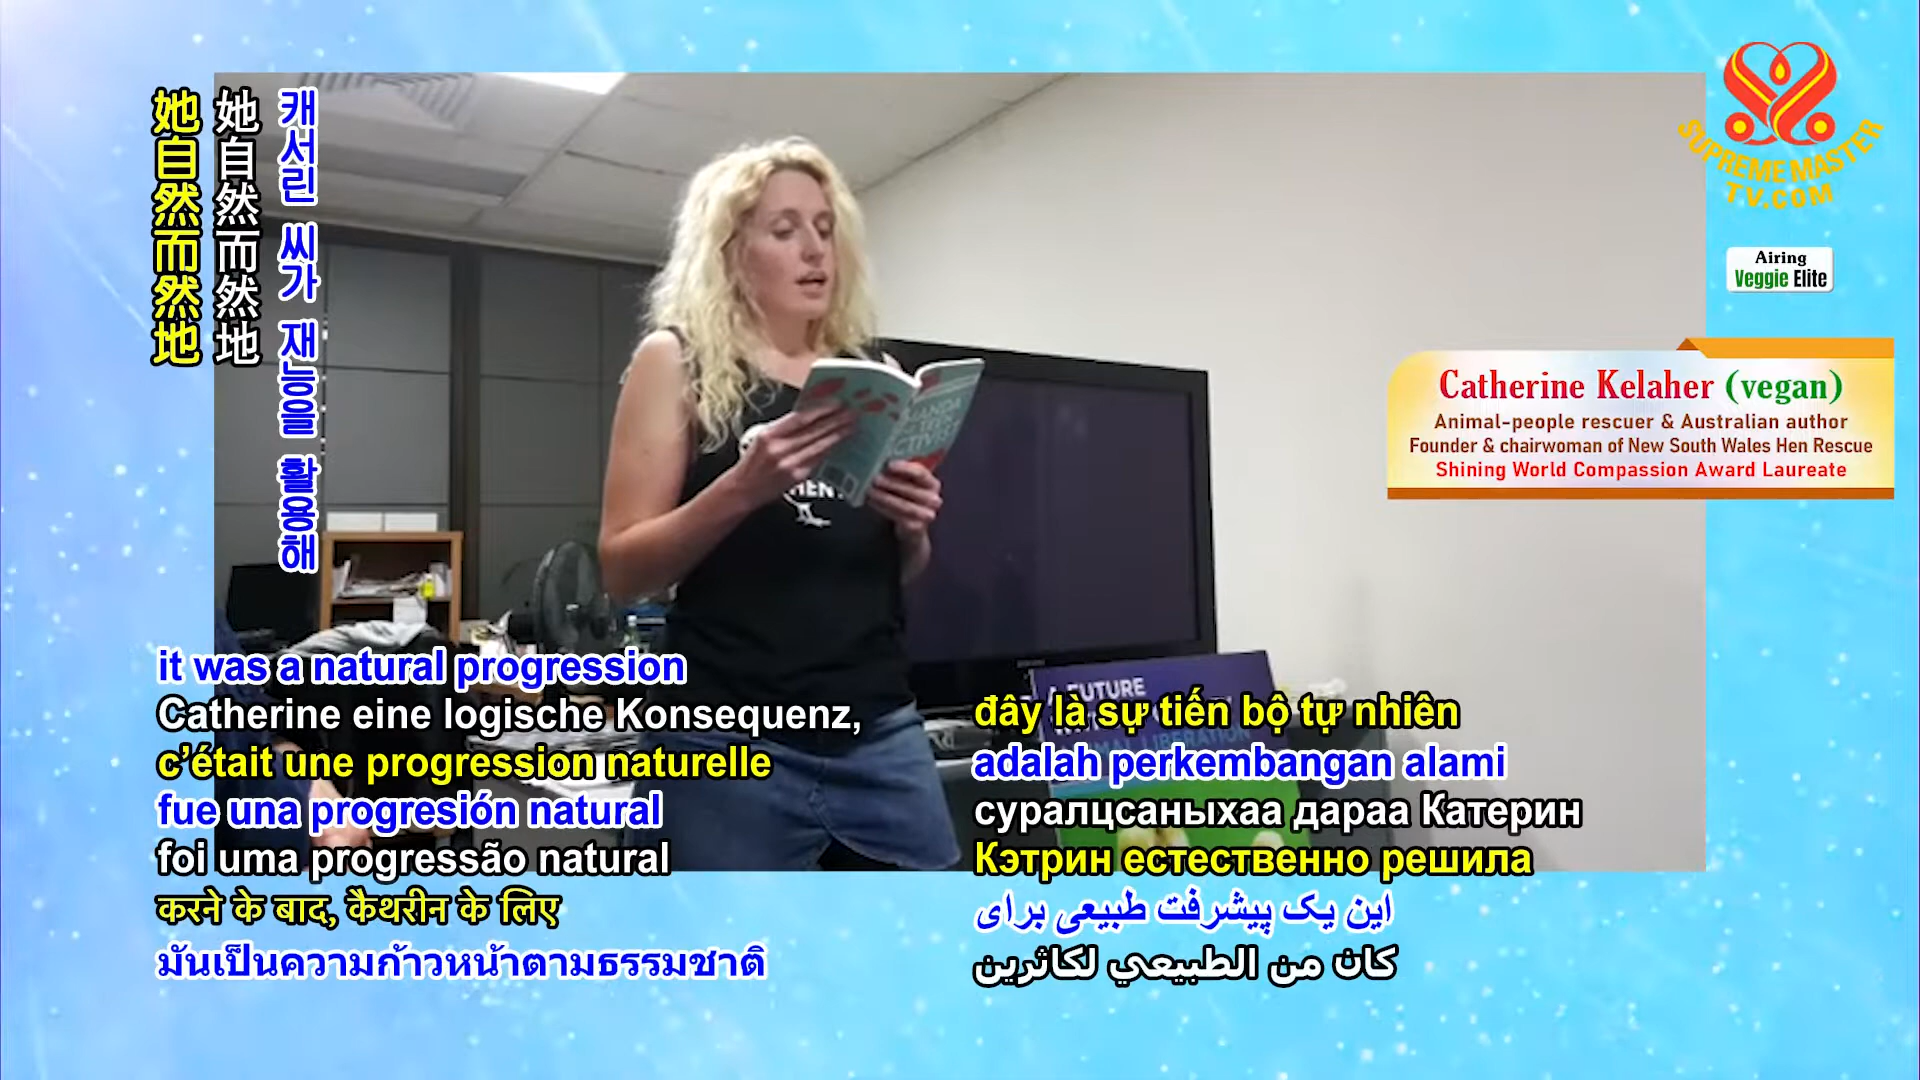 她自然而然地
她自然而然地
캐서린 씨가 재능을 활용해
SUPREME MASTER
TV.COM
Airing
Veggie Elite
Catherine Kelaher (vegan)
Animal-people rescuer & Australian author
Founder & chairwoman of New South Wales Hen Rescue
Shining World Compassion Award Laureate
HEN
A FUTURE
LIBERATION
it was a natural progression
Catherine eine logische Konsequenz,
c’était une progression naturelle
fue una progresión natural
foi uma progressão natural
करने के बाद, कैथरीन के लिए
มันเป็นความก้าวหน้าตามธรรมชาติ
đây là sự tiến bộ tự nhiên
adalah perkembangan alami
суралцсаныхаа дараа Катерин
Кэтрин естественно решила
این یک پیشرفت طبیعی برای
كان من الطبيعي لكاثرين